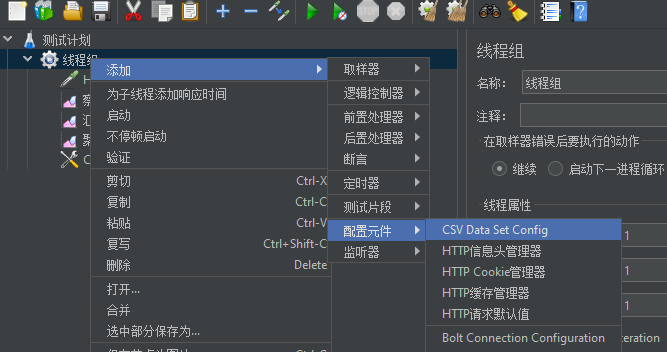 测试计划
线程组
添加
为子线程添加响应时间
启动
不停顿启动
验证
剪切 Ctrl-X
复制 Ctrl-C
粘贴 Ctrl-V
复写 Ctrl+Shift-C
删除 Delete
打开...
合并
选中部分保存为...
取样器
逻辑控制器
前置处理器
后置处理器
断言
定时器
测试片段
配置元件
监听器
CSV Data Set Config
HTTP信息头管理器
HTTP Cookie管理器
HTTP缓存管理器
HTTP请求默认值
Bolt Connection Configuration
线程组
名称： 线程组
注释：
在取样器错误后要执行的动作
继续 启动下一进程循环
线程属性
1
1
1